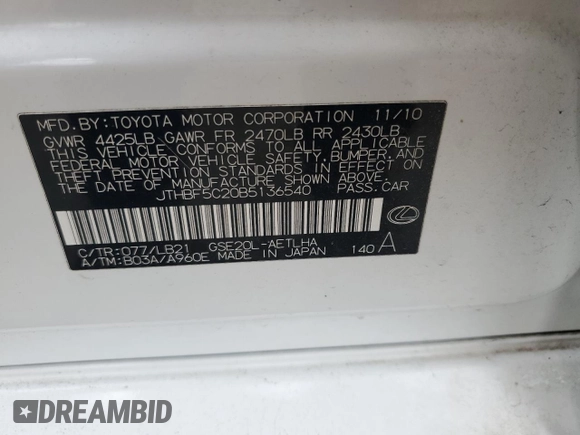 MFD.BY:TOYOTA MOTOR CORPORATION 11/10
GVWR 4425LB GAWR FR 2470LB RR 2430LB
THIS VEHICLE CONFORMS TO ALL APPLICABLE
FEDERAL MOTOR VEHICLE SAFETY,BUMPER,AND
THEFT PREVENTION STANDARDS IN EFFECT ON
THE DATE OF MANUFACTURE SHOWN ABOVE.
JTHBF5C20B5136540 PASS.CAR
C/TR:077/LB21 GSE20L-AETLHA
A/TM:B03A/A960E MADE IN JAPAN 140 A
DREAMBID